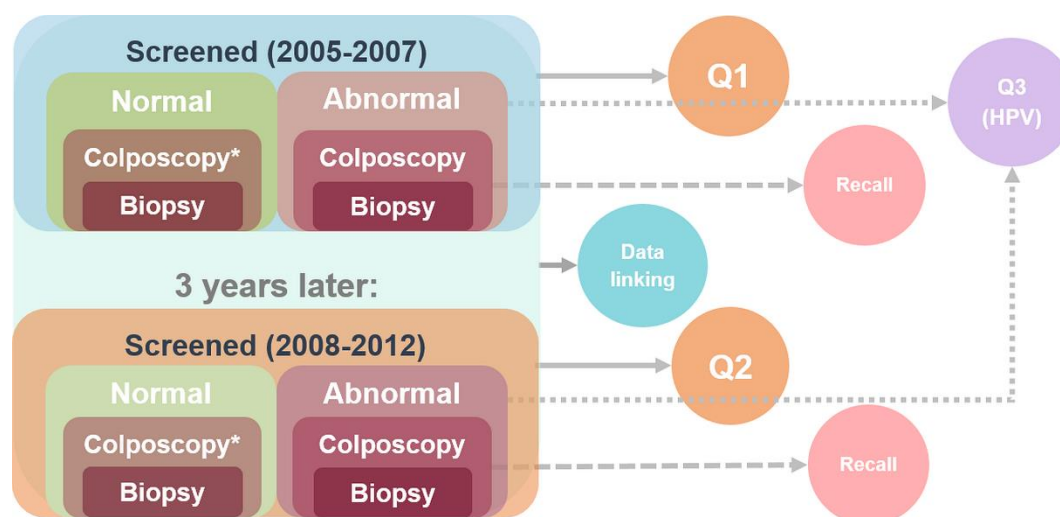 Screened (2005-2007)
Normal
Abnormal
Colposcopy*
Colposcopy
Biopsy
Biopsy
Q1
Q3
(HPV)
Recall
Data
linking
3 years later:
Screened (2008-2012)
Normal
Abnormal
Colposcopy*
Colposcopy
Biopsy
Biopsy
Q2
Recall